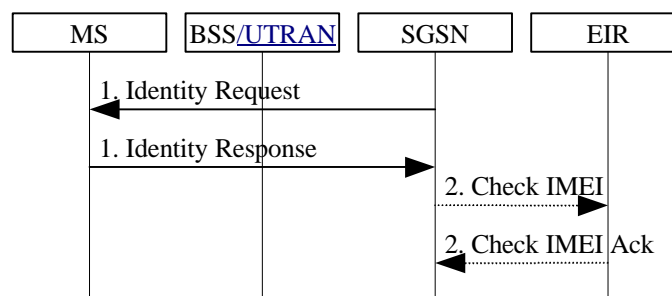 MS BSS/UTRAN SGSN EIR
1. Identity Request
1. Identity Response
2. Check IMEI
2. Check IMEI Ack